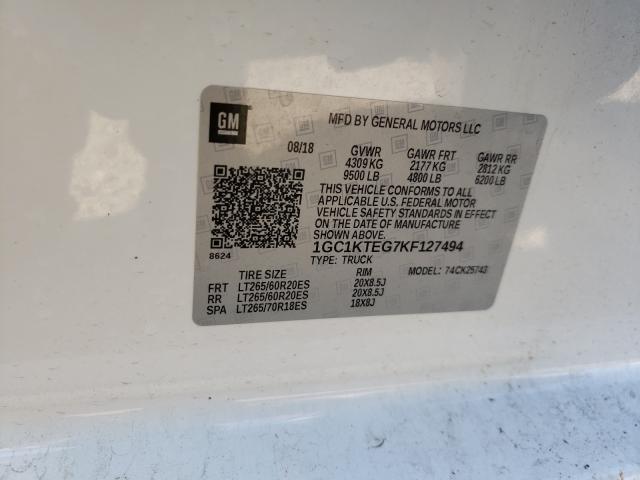 GM
MFD BY GENERAL MOTORS LLC
08/18 GVWR GAWR FRT GAWR RR
4309 KG 2177 KG 2812 KG
9500 LB 4800 LB 6200 LB
THIS VEHICLE CONFORMS TO ALL
APPLICABLE U.S. FEDERAL MOTOR
VEHICLE SAFETY STANDARDS IN EFFECT
ON THE DATE OF MANUFACTURE
SHOWN ABOVE.
8624 1GC1KTEG7KF127494
TYPE: TRUCK MODEL: 74CK25743
TIRE SIZE RIM
FRT LT265/60R20ES 20X8.5J
RR LT265/60R20ES 20X8.5J
SPA LT265/70R18ES 18X8J